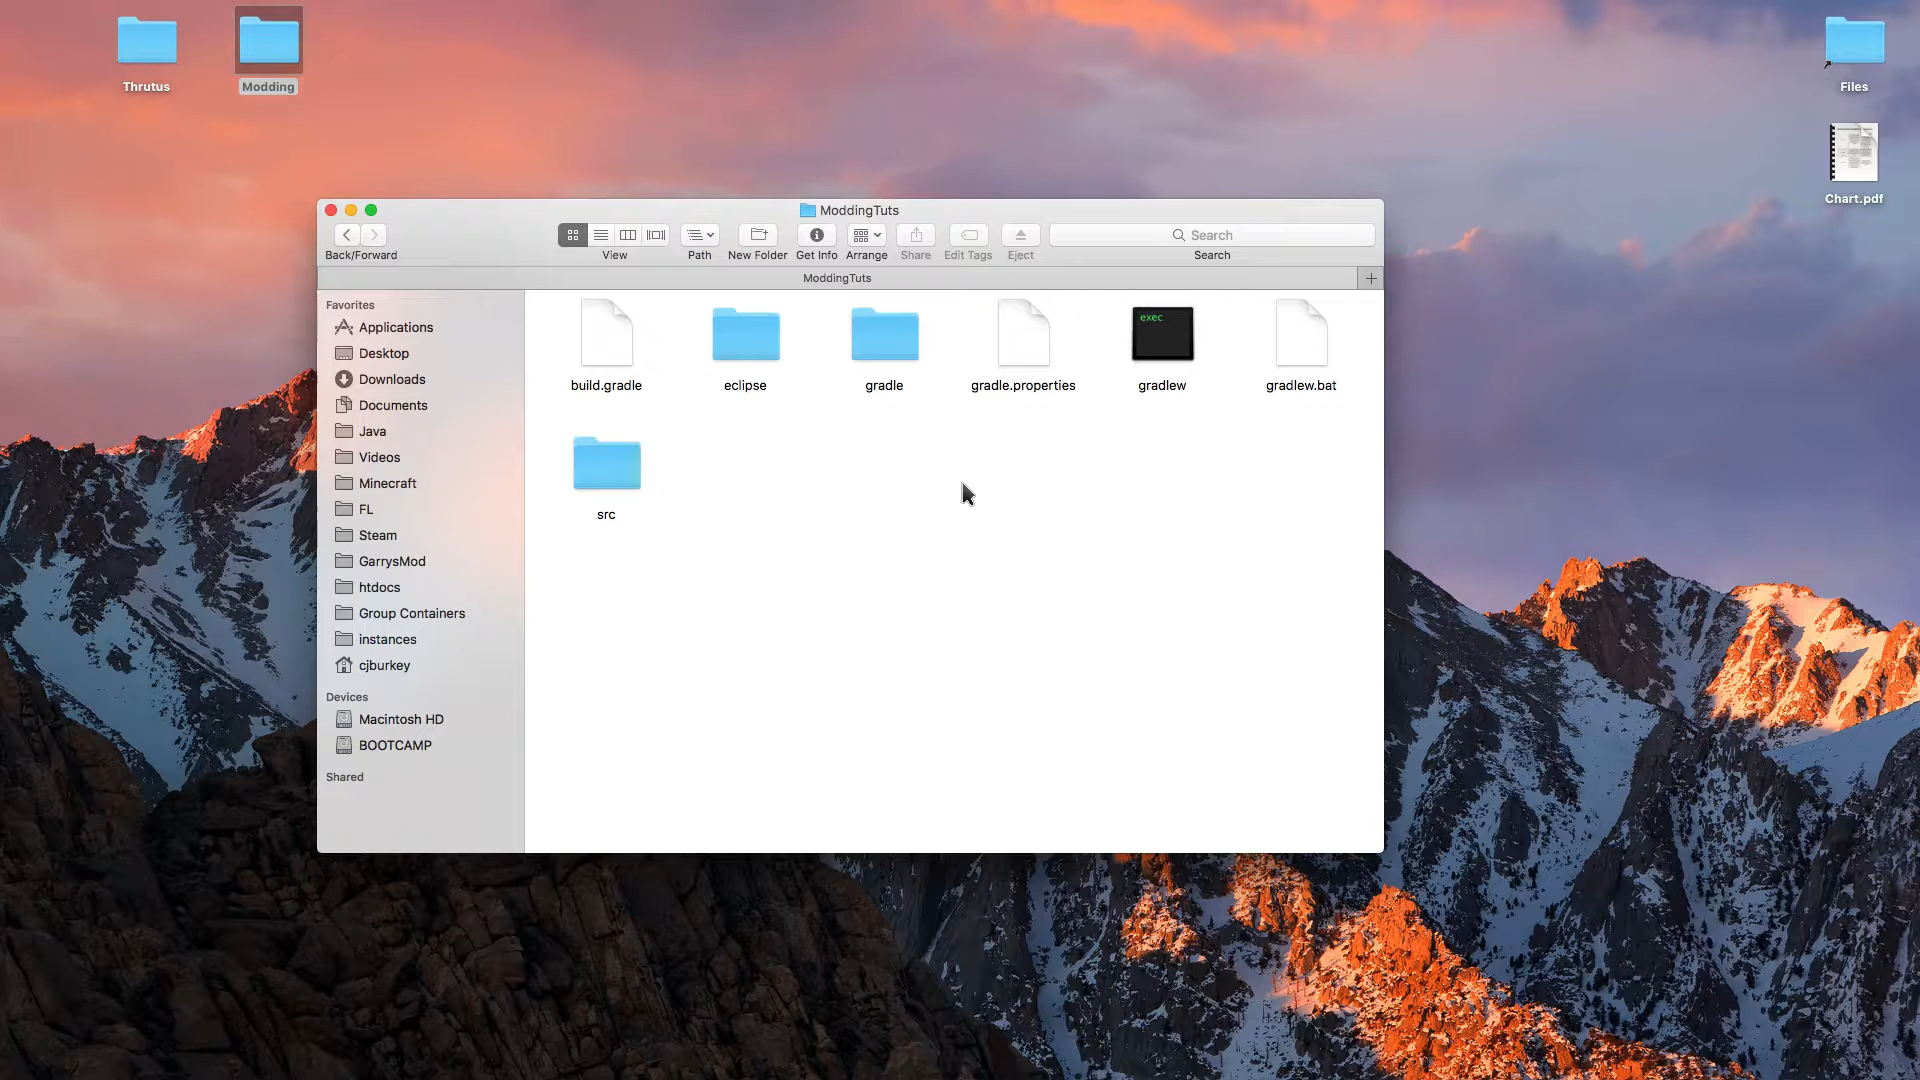 Thrutus
Modding
Files
Chart.pdf
ModdingTuts
Search
Back/Forward
View
Path
New Folder
Get Info
Arrange
Share
Edit Tags
Eject
Search
ModdingTuts
Favorites
Applications
Desktop
Downloads
Documents
Java
Videos
Minecraft
FL
Steam
GarrysMod
htdocs
Group Containers
instances
cjburkey
Devices
Macintosh HD
BOOTCAMP
Shared
exec
build.gradle
eclipse
gradle
gradle.properties
gradlew
gradlew.bat
src